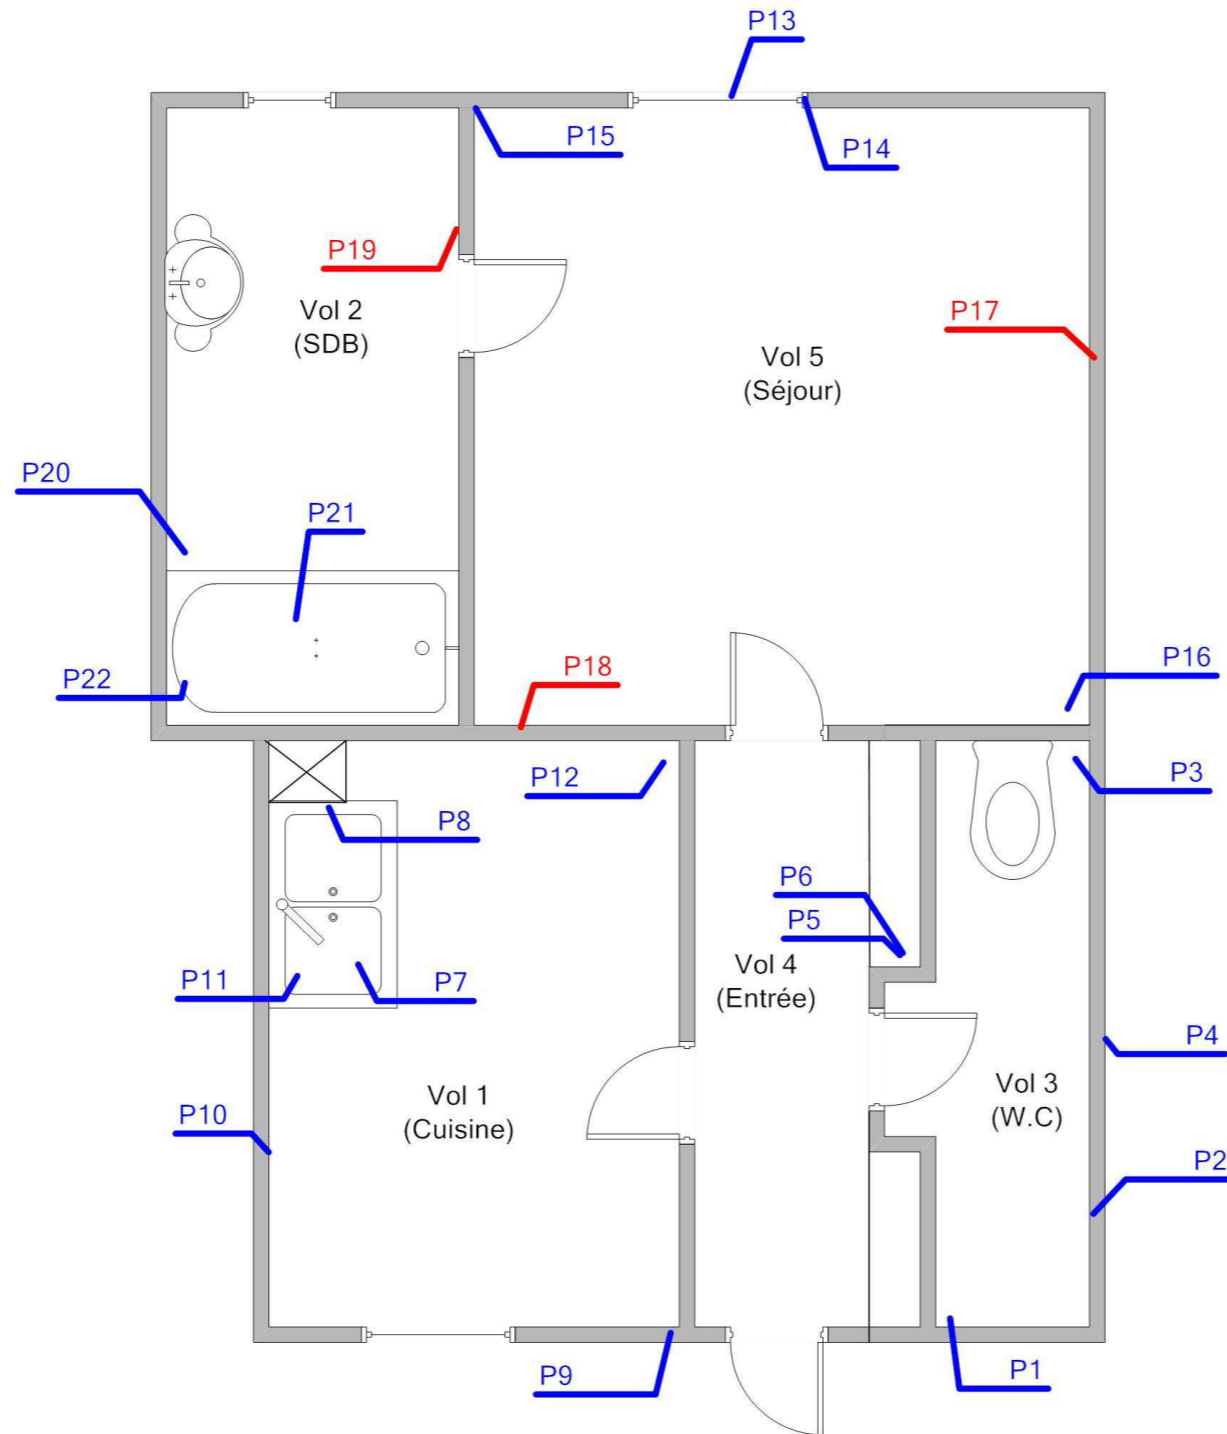 P13
P15
P14
P19
Vol 2
(SDB)
P17
Vol 5
(Séjour)
P20
P21
P22
P18
P16
P12
P3
P8
P6
P5
P11
P7
Vol 4
(Entrée)
P4
Vol 1
(Cuisine)
Vol 3
(W.C)
P10
P2
P9
P1